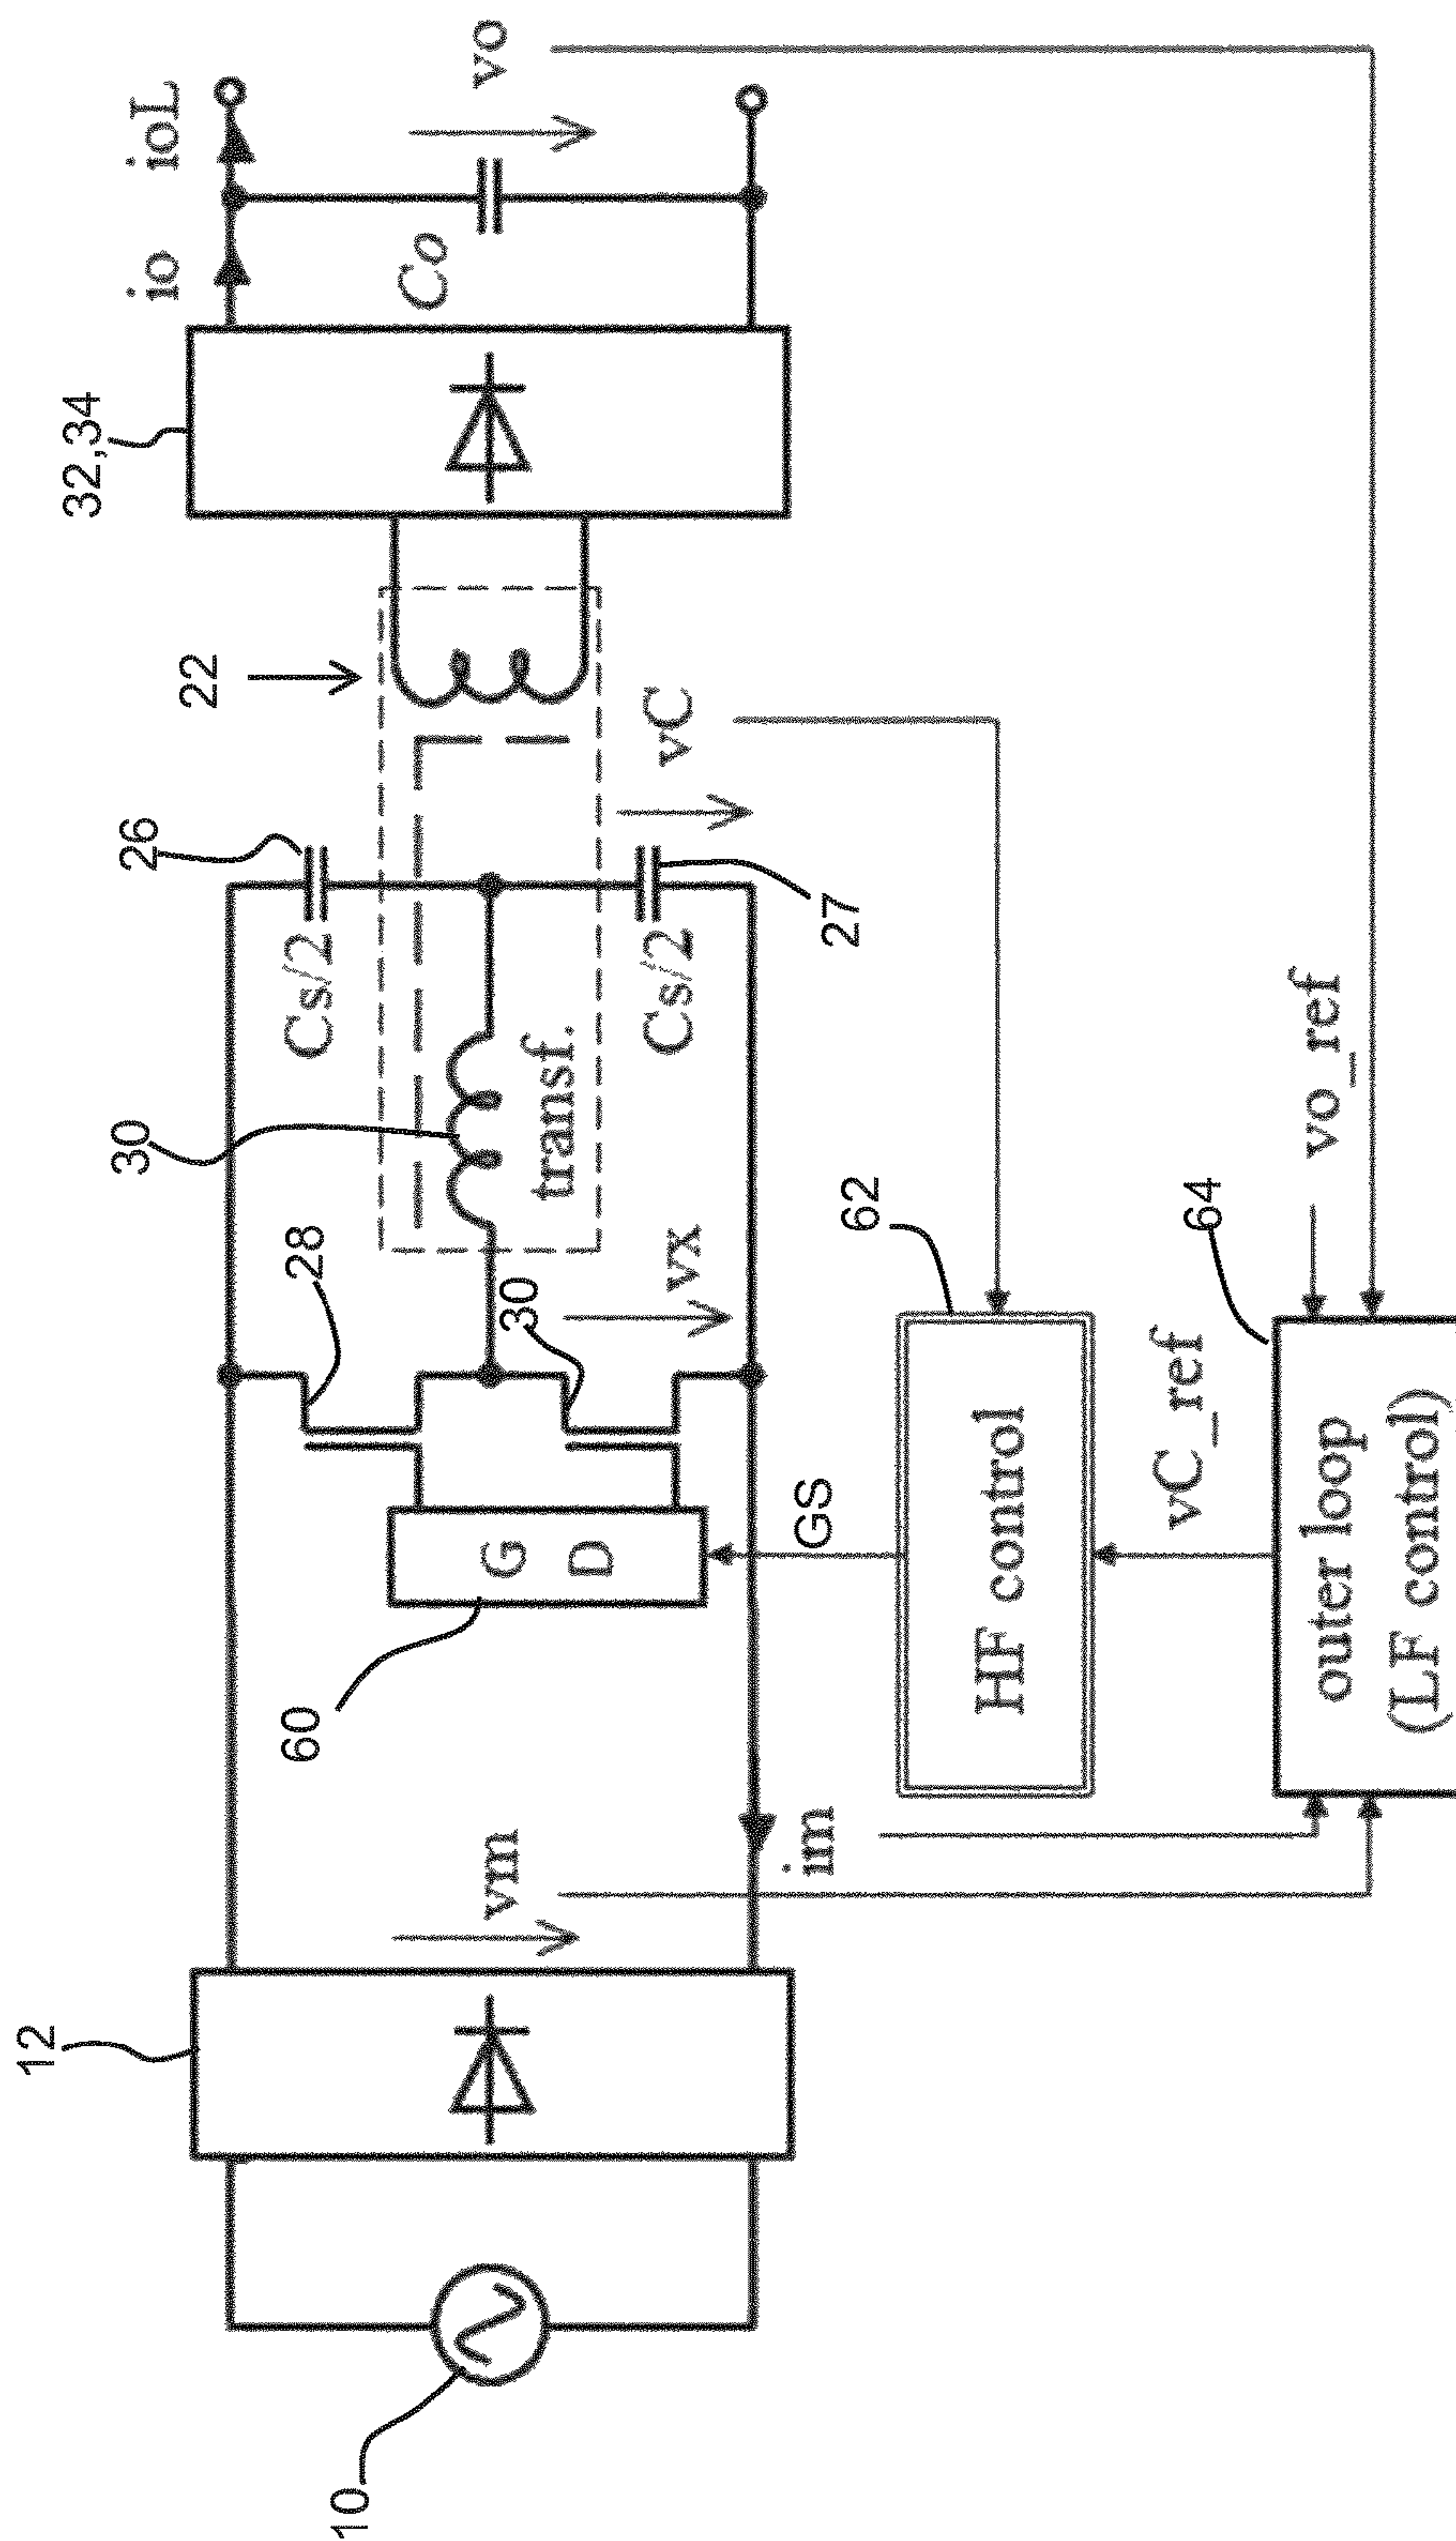 10
12
vm
im
60
G
D
GS
28
30
vx
30
transf.
Cs/2
26
Cs/2
27
vC
22
32,34
io
ioL
Co
vo
62
HF control
vC_ref
64
outer loop
(LF control)
vo_ref